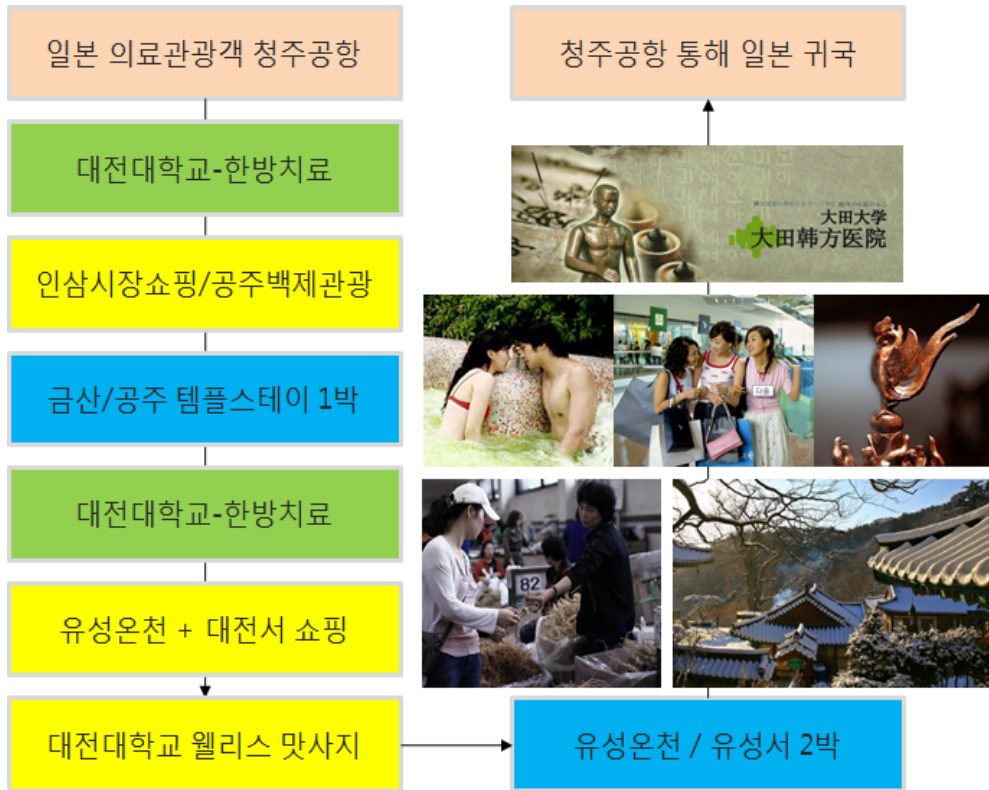 일본 의료관광객 청주공항
대전대학교-한방치료
인삼시장쇼핑/공주백제관광
금산/공주 템플스테이 1박
대전대학교-한방치료
유성온천 + 대전서 쇼핑
대전대학교 웰리스 맛사지
유성온천 / 유성서 2박
82
다음
大田大学
大田韩方医院
청주공항 통해 일본 귀국